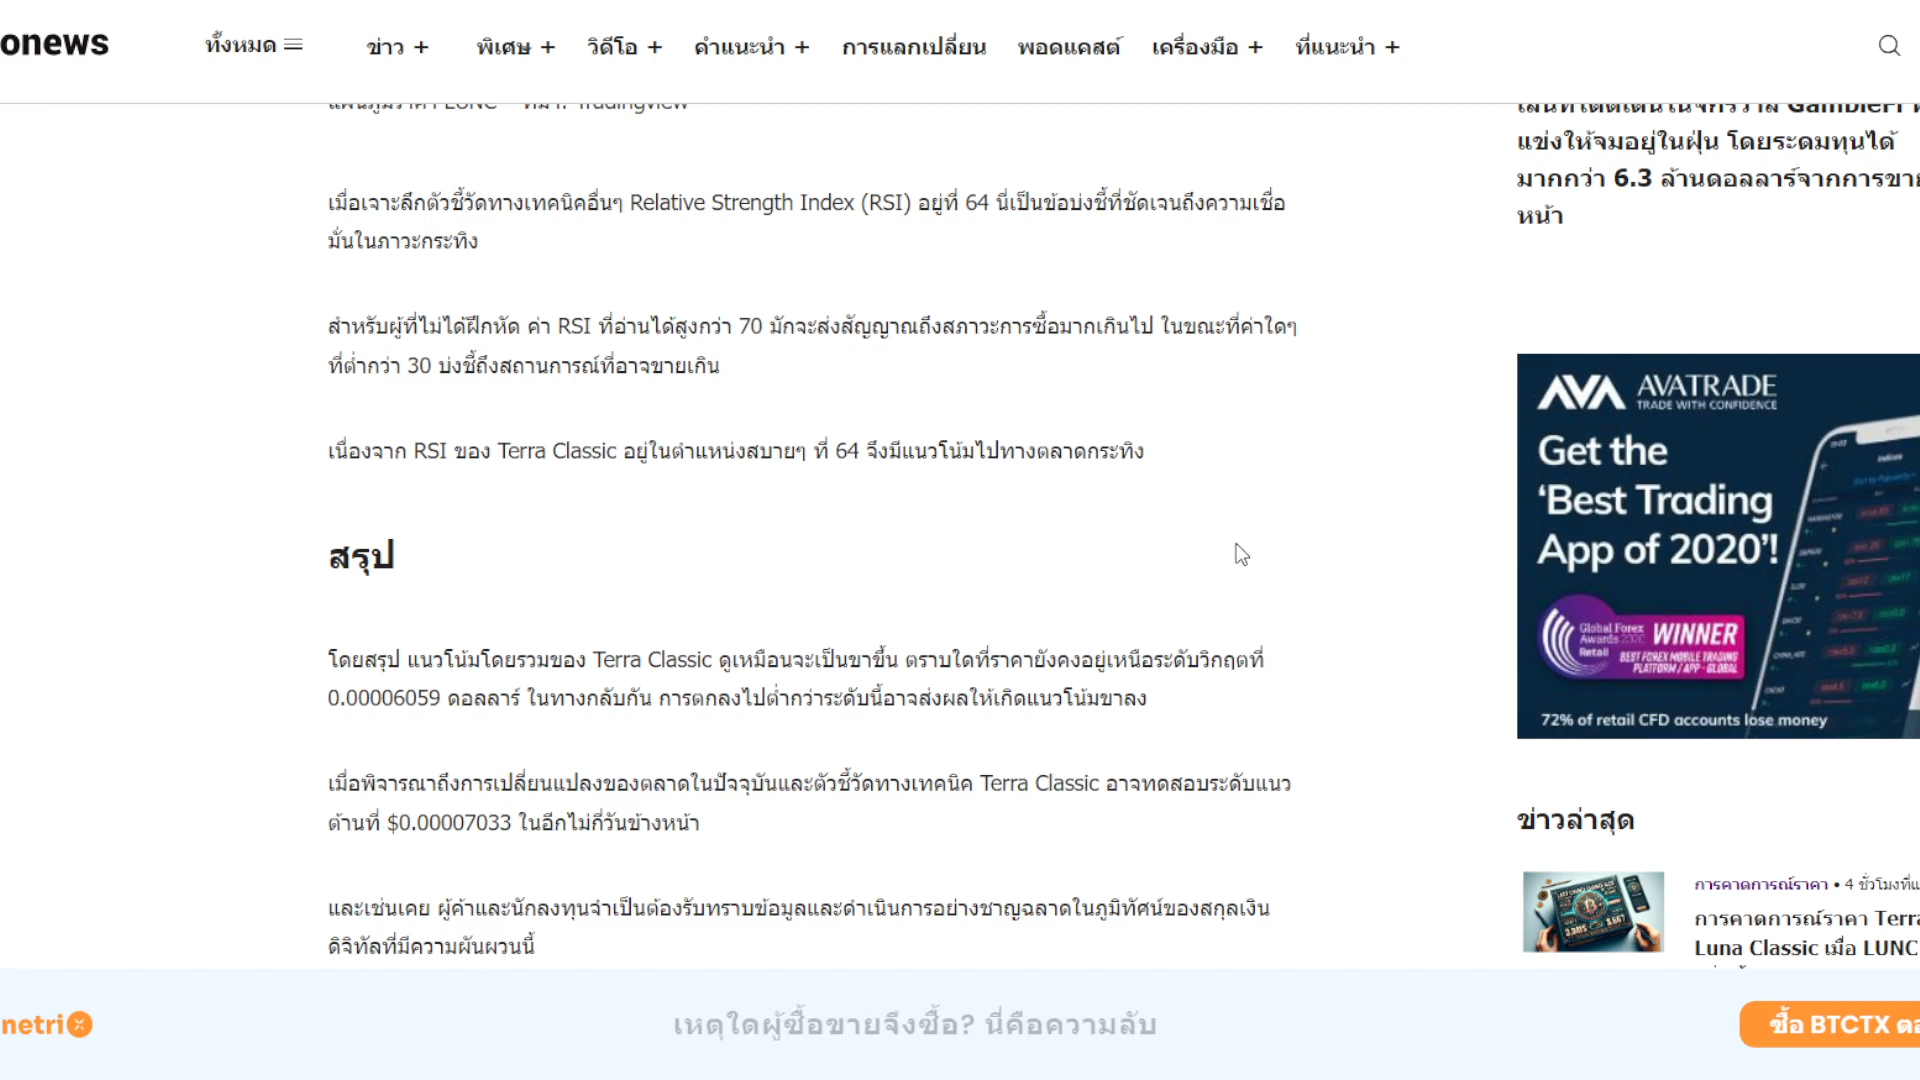 onews
ทั้งหมด
ข่าว +
พิเศษ +
วิดีโอ +
คำแนะนำ +
การแลกเปลี่ยน
พอดแคสต์
เครื่องมือ +
ที่แนะนำ +
แผนภูมิราคา LUNC – ที่มา: Tradingview
เมื่อเจาะลึกตัวชี้วัดทางเทคนิคอื่นๆ Relative Strength Index (RSI) อยู่ที่ 64 นี่เป็นข้อบ่งชี้ที่ชัดเจนถึงความเชื่อ
มั่นในภาวะกระทิง
สำหรับผู้ที่ไม่ได้ฝึกหัด ค่า RSI ที่อ่านได้สูงกว่า 70 มักจะส่งสัญญาณถึงสภาวะการซื้อมากเกินไป ในขณะที่ค่าใดๆ
ที่ต่ำกว่า 30 บ่งชี้ถึงสถานการณ์ที่อาจขายเกิน
เนื่องจาก RSI ของ Terra Classic อยู่ในตำแหน่งสบายๆ ที่ 64 จึงมีแนวโน้มไปทางตลาดกระทิง
สรุป
โดยสรุป แนวโน้มโดยรวมของ Terra Classic ดูเหมือนจะเป็นขาขึ้น ตราบใดที่ราคายังคงอยู่เหนือระดับวิกฤตที่
0.00006059 ดอลลาร์ ในทางกลับกัน การตกลงไปต่ำกว่าระดับนี้อาจส่งผลให้เกิดแนวโน้มขาลง
เมื่อพิจารณาถึงการเปลี่ยนแปลงของตลาดในปัจจุบันและตัวชี้วัดทางเทคนิค Terra Classic อาจทดสอบระดับแนว
ต้านที่ $0.00007033 ในอีกไม่กี่วันข้างหน้า
และเช่นเคย ผู้ค้าและนักลงทุนจำเป็นต้องรับทราบข้อมูลและดำเนินการอย่างชาญฉลาดในภูมิทัศน์ของสกุลเงิน
ดิจิทัลที่มีความผันผวนนี้
GambleFi
แข่งให้จมอยู่ในฝุ่น โดยระดมทุนได้
มากกว่า 6.3 ล้านดอลลาร์จากการขาย
หน้า
AVA AVATRADE
TRADE WITH CONFIDENCE
Get the
‘Best Trading
App of 2020’!
Global Forex
Awards 2020
Retail
WINNER
BEST FOREX MOBILE TRADING
PLATFORM / APP - GLOBAL
72% of retail CFD accounts lose money
ข่าวล่าสุด
การคาดการณ์ราคา • 4 ชั่วโมงที่
การคาดการณ์ราคา Terra
Luna Classic เมื่อ LUNC
netri
เหตุใดผู้ซื้อขายจึงซื้อ? นี่คือความลับ
ซื้อ BTCTX ตอ